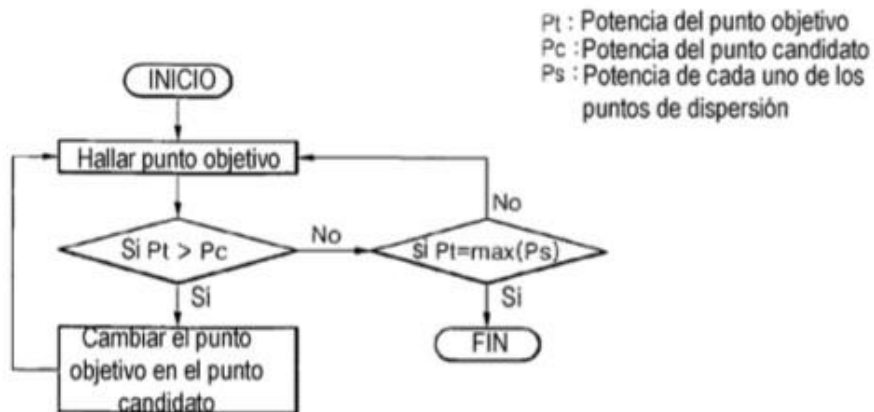 Pt : Potencia del punto objetivo
Pc : Potencia del punto candidato
Ps : Potencia de cada uno de los
puntos de dispersión
INICIO
Hallar punto objetivo
No
Si Pt > Pc
No
si Pt=max(Ps)
Si
Si
Cambiar el punto
objetivo en el punto
candidato
FIN